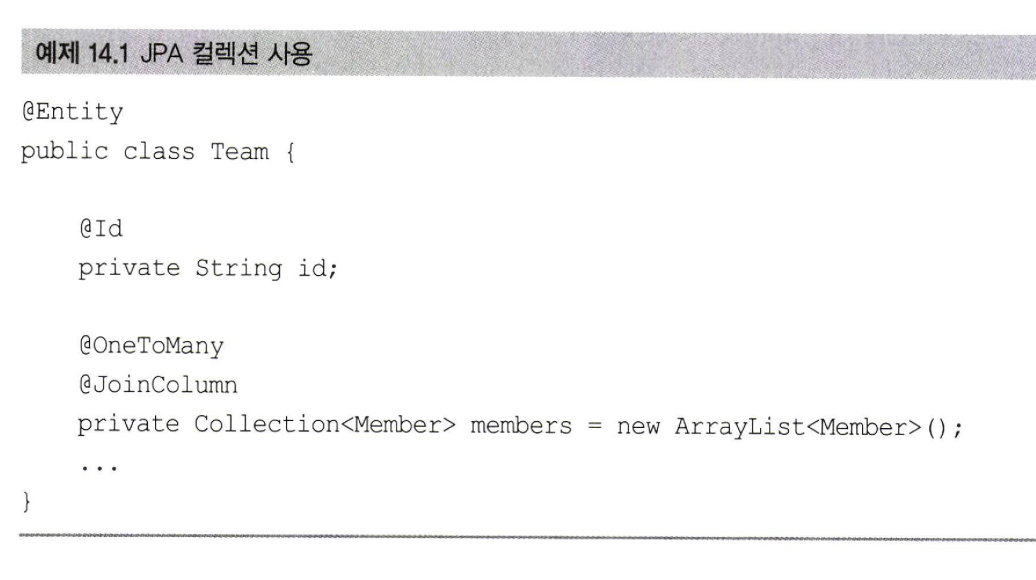 예제 14.1 JPA 컬렉션 사용
@Entity
public class Team {
@Id
private String id;
@OneToMany
@JoinColumn
private Collection<Member> members = new ArrayList<Member>();
...
}